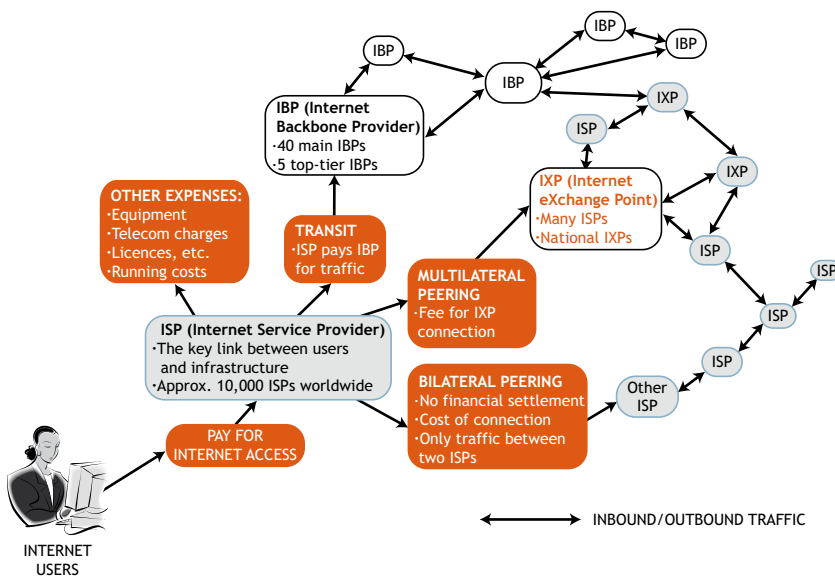 IBP
IBP
IBP
IBP
IBP (Internet
Backbone Provider)
·40 main IBPs
·5 top-tier IBPs
IXP
ISP
IXP
IXP (Internet
eXchange Point)
·Many ISPs
·National IXPs
OTHER EXPENSES:
·Equipment
·Telecom charges
·Licences, etc.
·Running costs
TRANSIT
·ISP pays IBP
for traffic
ISP
MULTILATERAL
PEERING
·Fee for IXP
connection
ISP
ISP
ISP (Internet Service Provider)
·The key link between users
and infrastructure
·Approx. 10,000 ISPs worldwide
ISP
BILATERAL PEERING
·No financial settlement
·Cost of connection
·Only traffic between
two ISPs
Other
ISP
PAY FOR
INTERNET ACCESS
INBOUND/OUTBOUND TRAFFIC
INTERNET
USERS